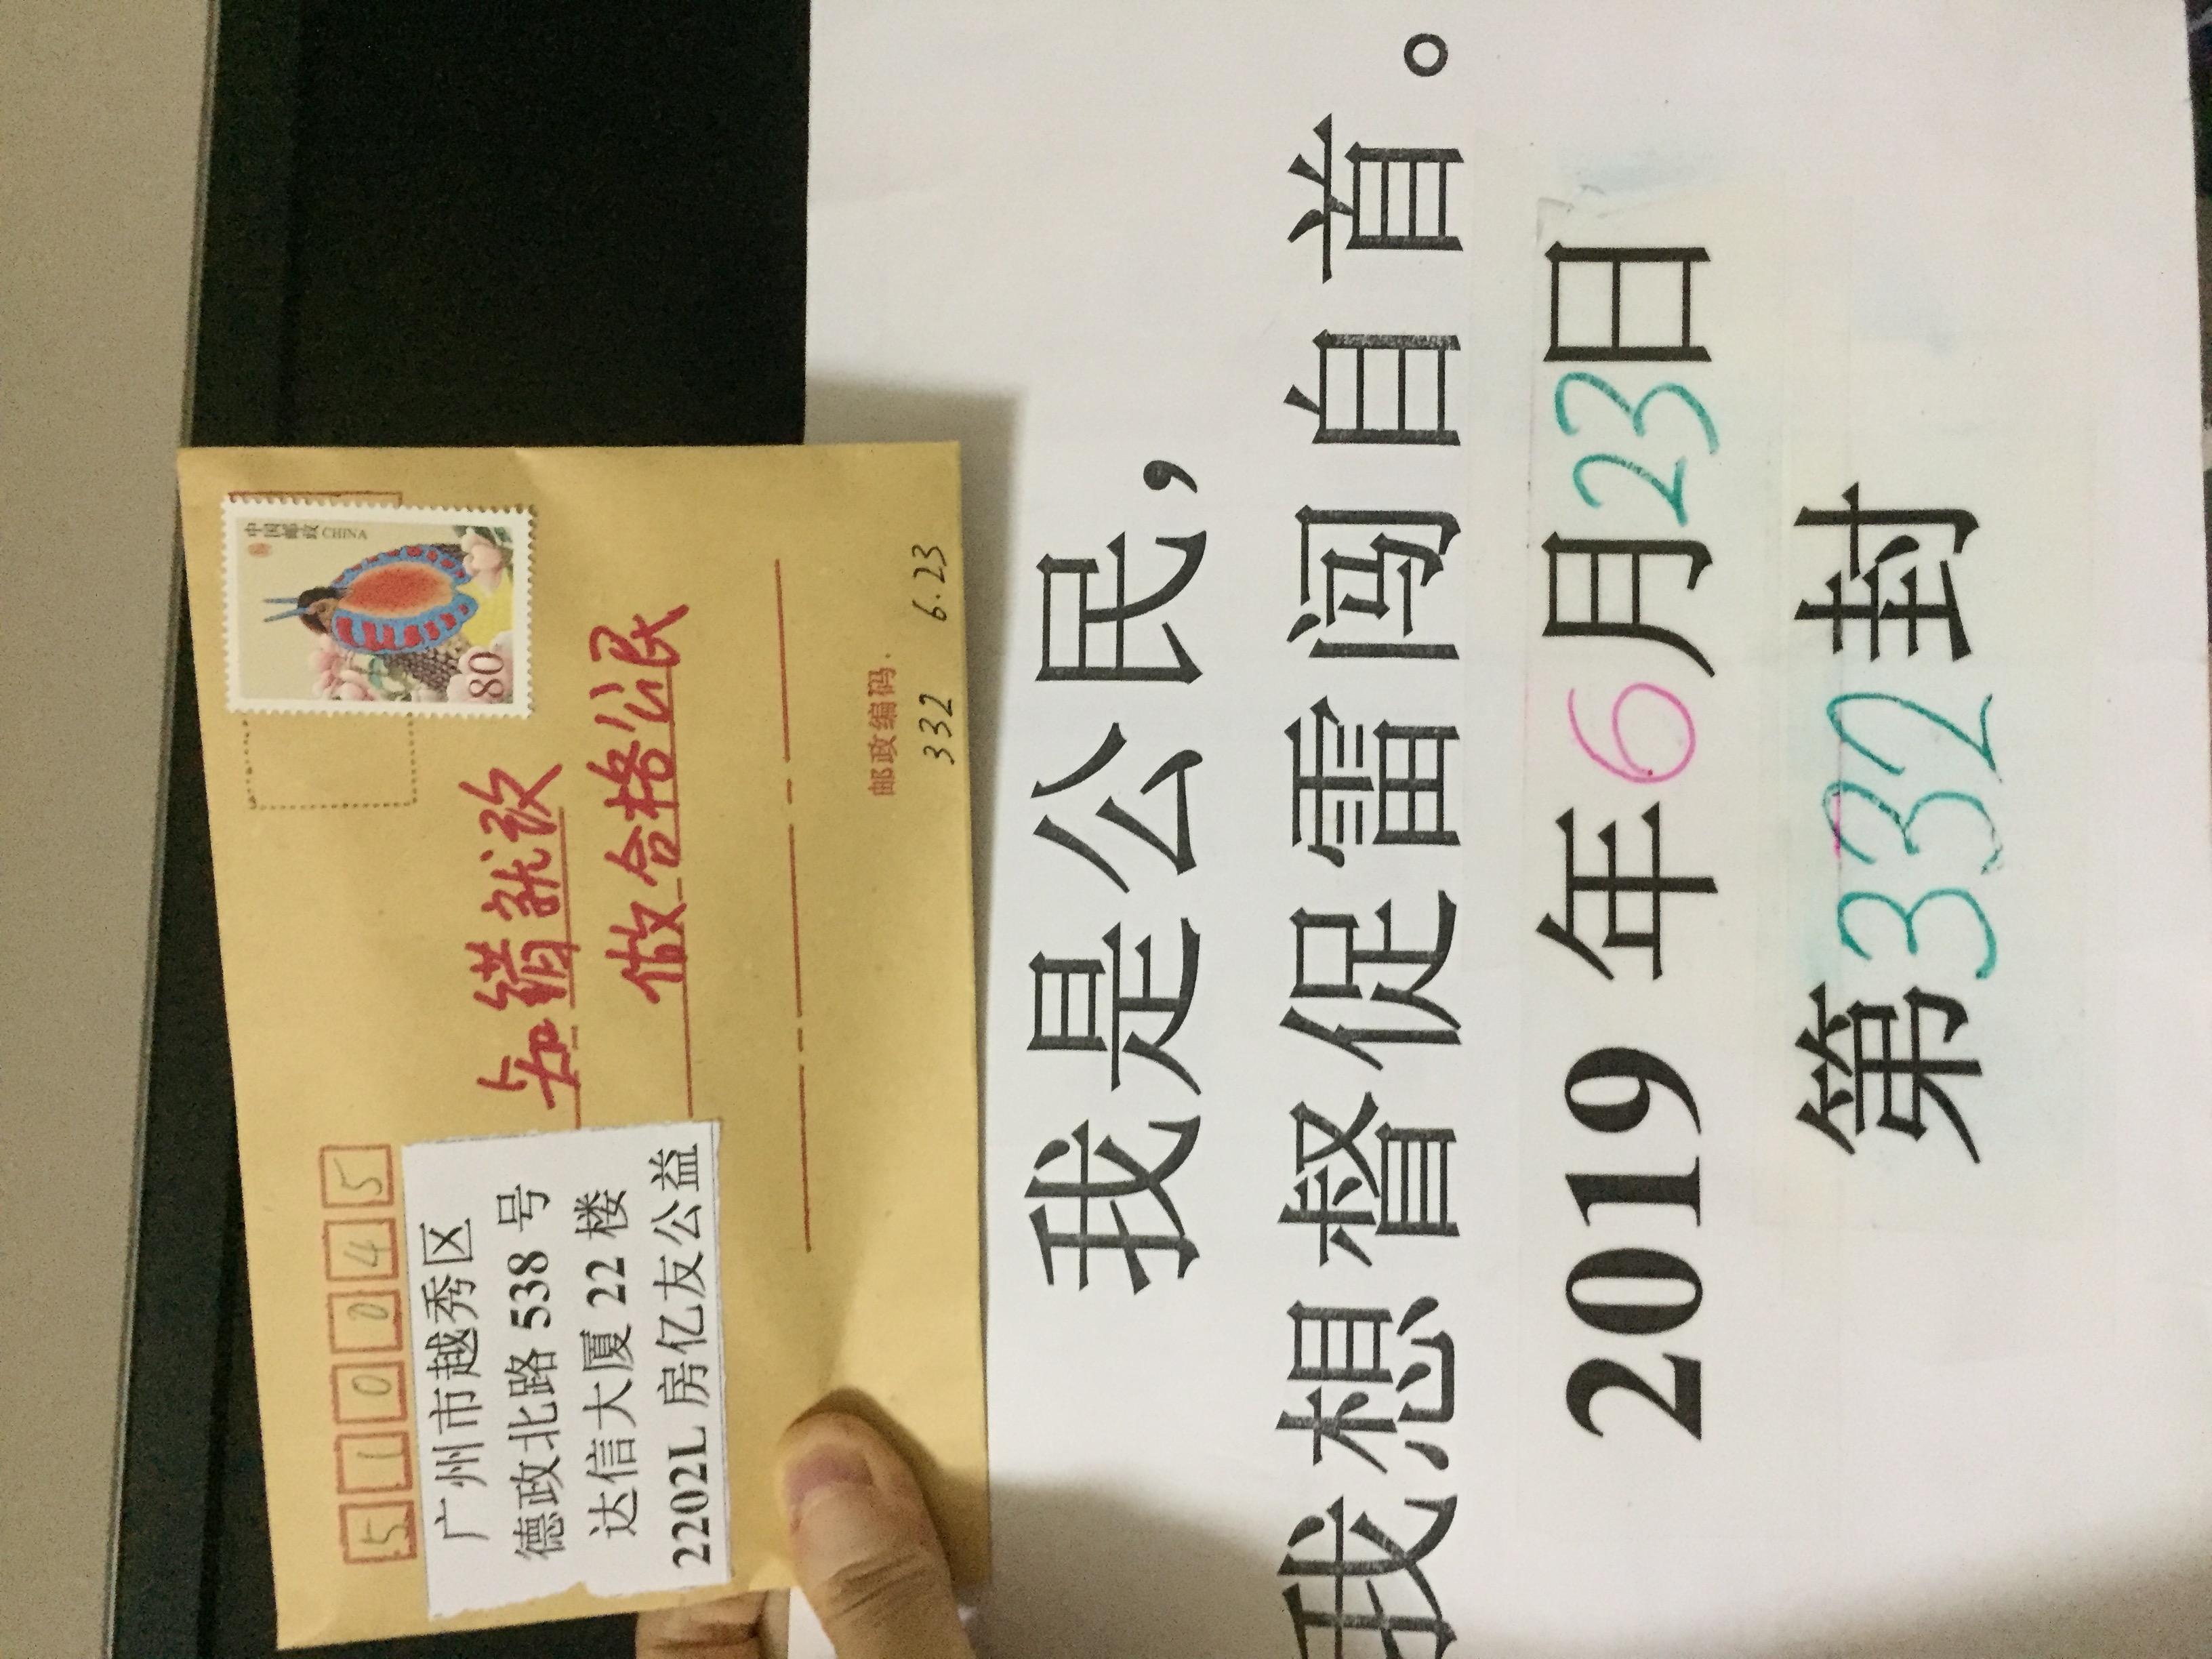 510045
中国邮政 CHINA
80
广州市越秀区
德政北路 538 号
达信大厦 22 楼
2202L 房亿友公益
知错就改
做合格公民
邮政编码
332 6.23
我是公民，
我想督促雷闯自首。
2019 年6月23日
第332封